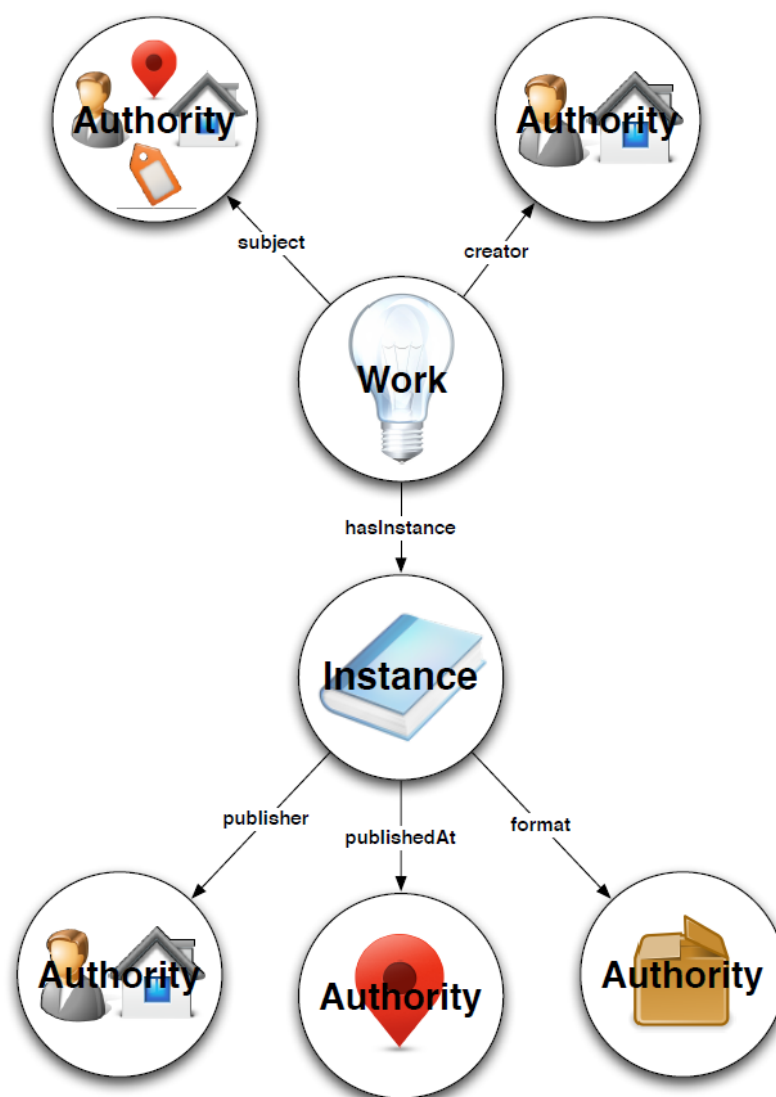 Authority
Authority
subject
creator
Work
hasInstance
Instance
publisher
publishedAt
format
Authority
Authority
Authority